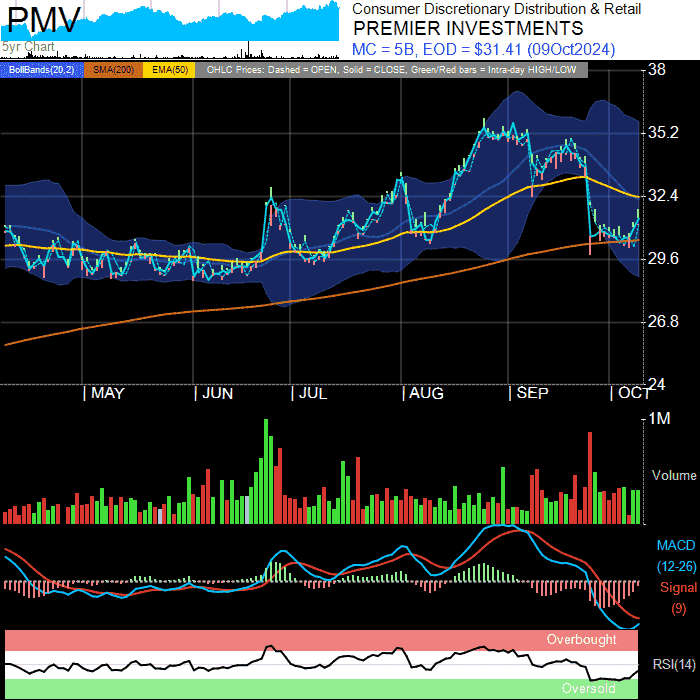 PMV
5yr Chart
Consumer Discretionary Distribution & Retail
PREMIER INVESTMENTS
MC = 5B, EOD = $31.41 (09Oct2024)
BollBands(20,2) SMA(200) EMA(50) OHLC Prices: Dashed = OPEN, Solid = CLOSE, Green/Red bars = Intra-day HIGH/LOW
38
35.2
32.4
29.6
26.8
24
| MAY | JUN | JUL | AUG | SEP | OCT
1M
Volume
MACD
(12-26)
Signal
(9)
Overbought
RSI(14)
Oversold